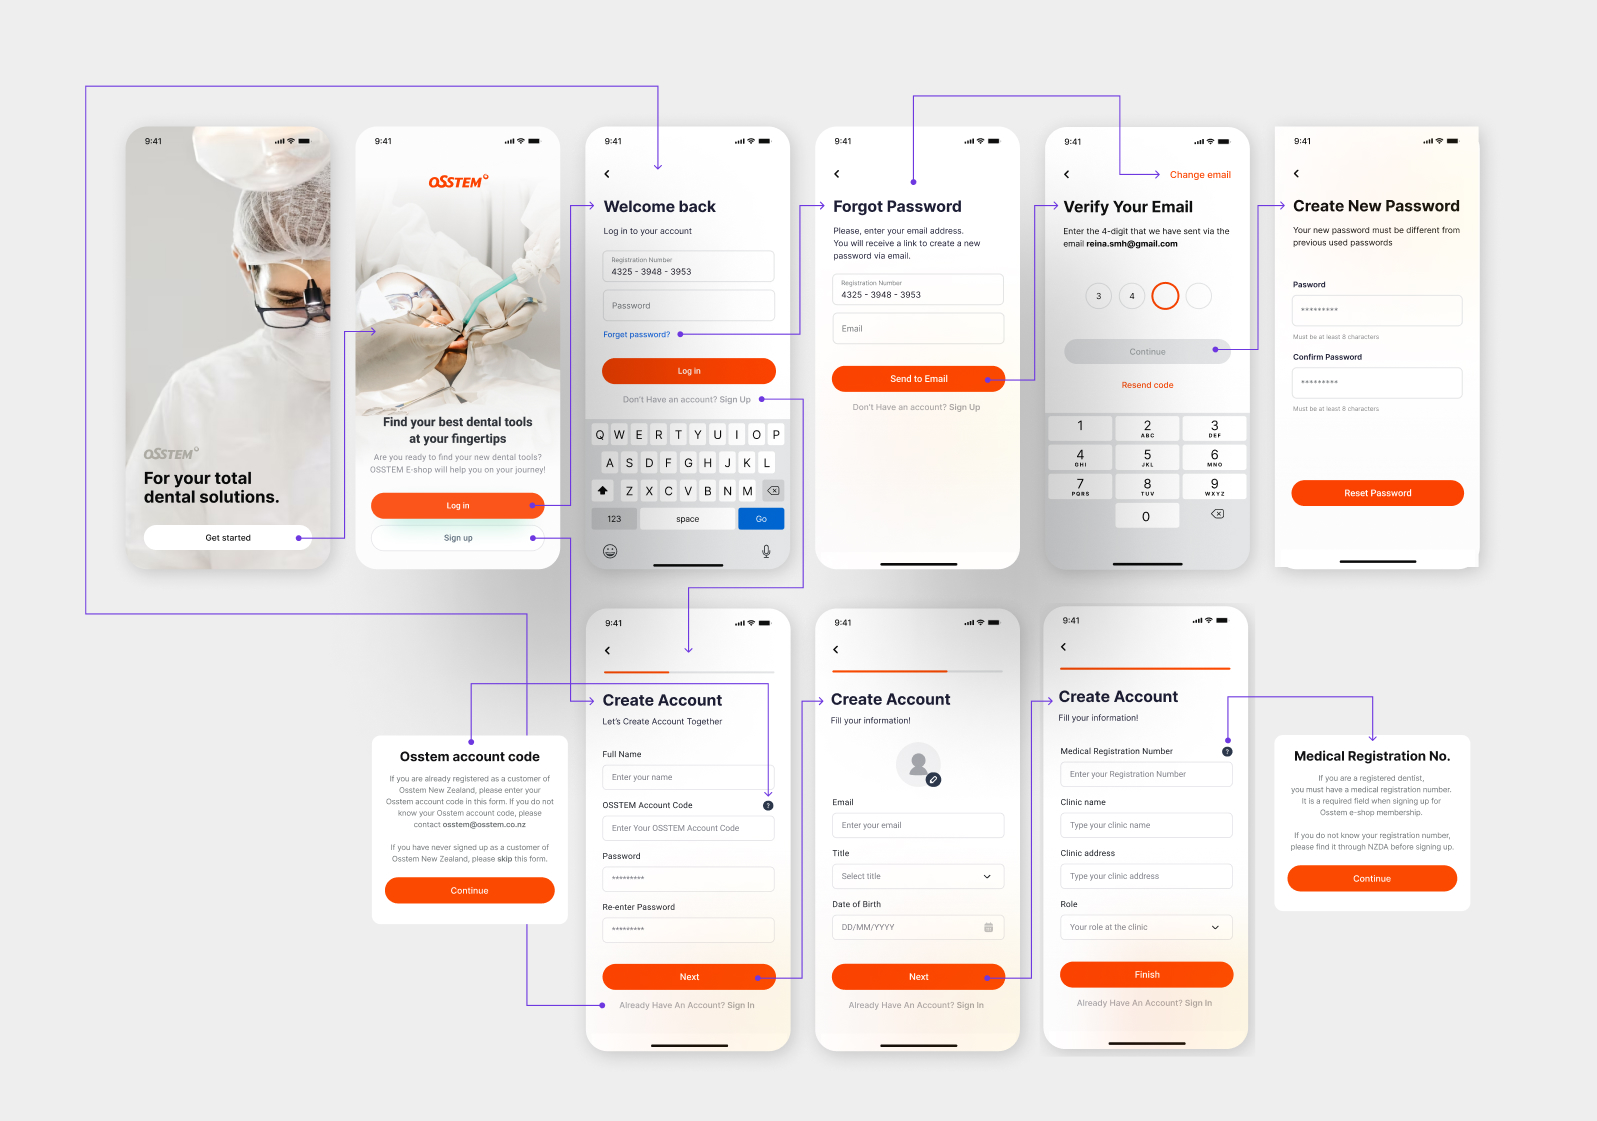 9:41
OSSTEM
For your total
dental solutions.
Get started
9:41
OSSTEM
Find your best dental tools
at your fingertips
Are you ready to find your new dental tools?
OSSTEM E-shop will help you on your journey!
Log in
Sign up
9:41
Welcome back
Log in to your account
Registration Number
4325 - 3948 - 3953
Password
Forget password?
Log in
Don't Have an account? Sign Up
Q W E R T Y U I O P
A S D F G H J K L
Z X C V B N M
123 space Go
9:41
Forgot Password
Please, enter your email address.
You will receive a link to create a new
password via email.
Registration Number
4325 - 3948 - 3953
Email
Send to Email
Don't Have an account? Sign Up
9:41
Change email
Verify Your Email
Enter the 4-digit that we have sent via the
email reina.smh@gmail.com
3 4
Continue
Resend code
1 2 3
ABC DEF
4 5 6
GHI JKL MNO
7 8 9
PQRS TUV WXYZ
0
9:41
Create New Password
Your new password must be different from
previous used passwords
Pasword
*********
Must be at least 8 characters
Confirm Password
*********
Must be at least 8 characters
Reset Password
Osstem account code
If you are already registered as a customer of
Osstem New Zealand, please enter your
Osstem account code in this form. If you do not
know your Osstem account code, please
contact osstem@osstem.co.nz
If you have never signed up as a customer of
Osstem New Zealand, please skip this form.
Continue
9:41
Create Account
Let's Create Account Together
Full Name
Enter your name
OSSTEM Account Code ?
Enter Your OSSTEM Account Code
Password
*********
Re-enter Password
*********
Next
Already Have An Account? Sign In
9:41
Create Account
Fill your information!
Email
Enter your email
Title
Select title
Date of Birth
DD/MM/YYYY
Next
Already Have An Account? Sign In
9:41
Create Account
Fill your information!
Medical Registration Number ?
Enter your Registration Number
Clinic name
Type your clinic name
Clinic address
Type your clinic address
Role
Your role at the clinic
Finish
Already Have An Account? Sign In
Medical Registration No.
If you are a registered dentist,
you must have a medical registration number.
It is a required field when signing up for
Osstem e-shop membership.
If you do not know your registration number,
please find it through NZDA before signing up.
Continue